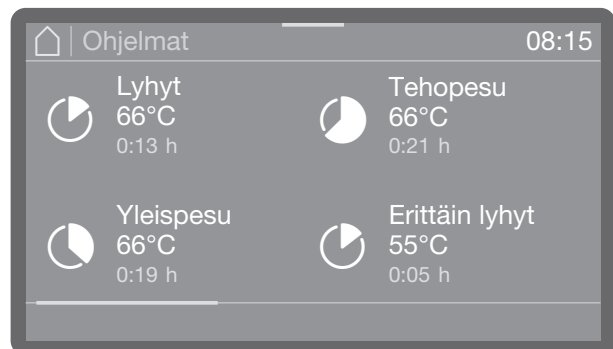 Ohjelmat
08:15
Lyhyt
66°C
0:13 h
Tehopesu
66°C
0:21 h
Yleispesu
66°C
0:19 h
Erittäin lyhyt
55°C
0:05 h